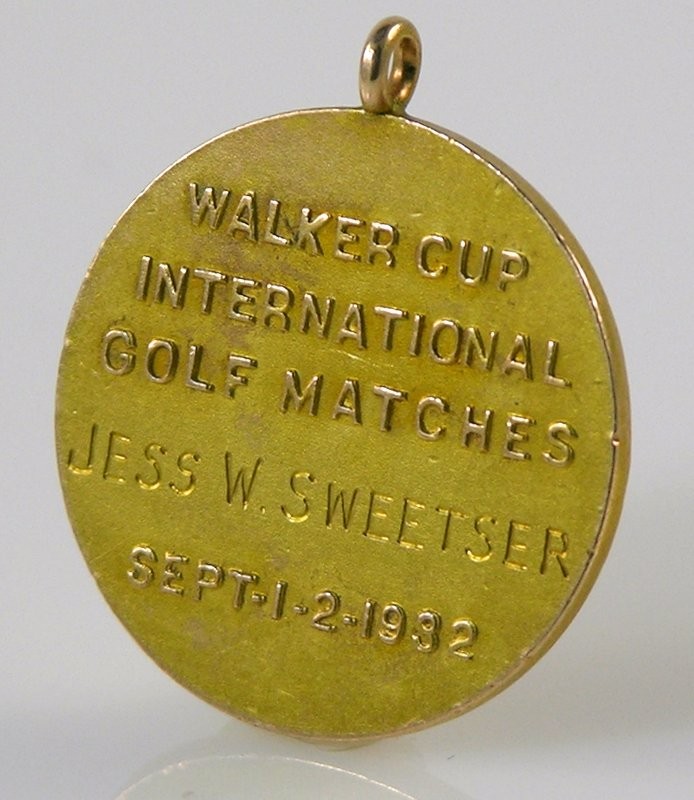 WALKER CUP
INTERNATIONAL
GOLF MATCHES
JESS W. SWEETSER
SEPT-1-2-1932